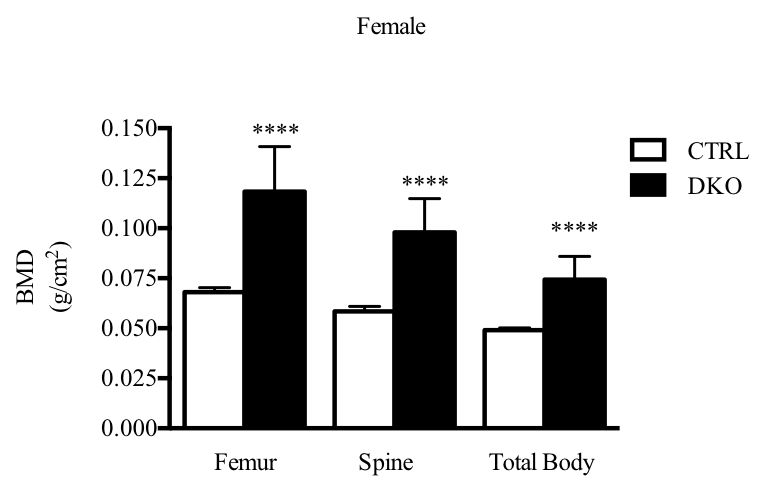 Female
0.150
0.125
0.100
0.075
0.050
0.025
0.000
BMD
(g/cm²)
****
****
****
CTRL
DKO
Femur
Spine
Total Body